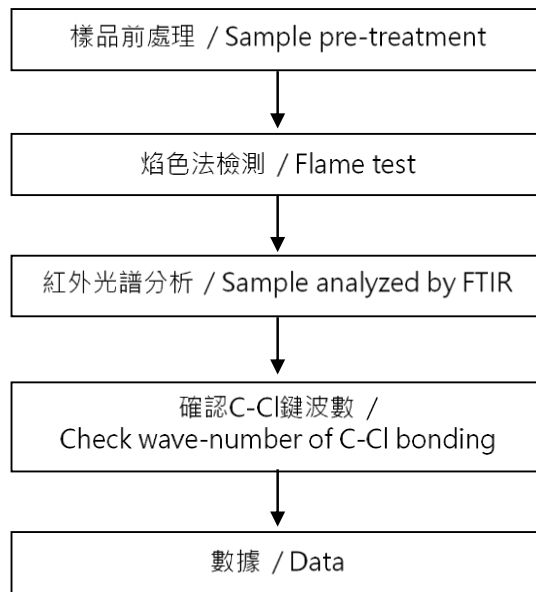 樣品前處理 / Sample pre-treatment
焰色法檢測 / Flame test
紅外光譜分析 / Sample analyzed by FTIR
確認C-Cl鍵波數 /
Check wave-number of C-Cl bonding
數據 / Data